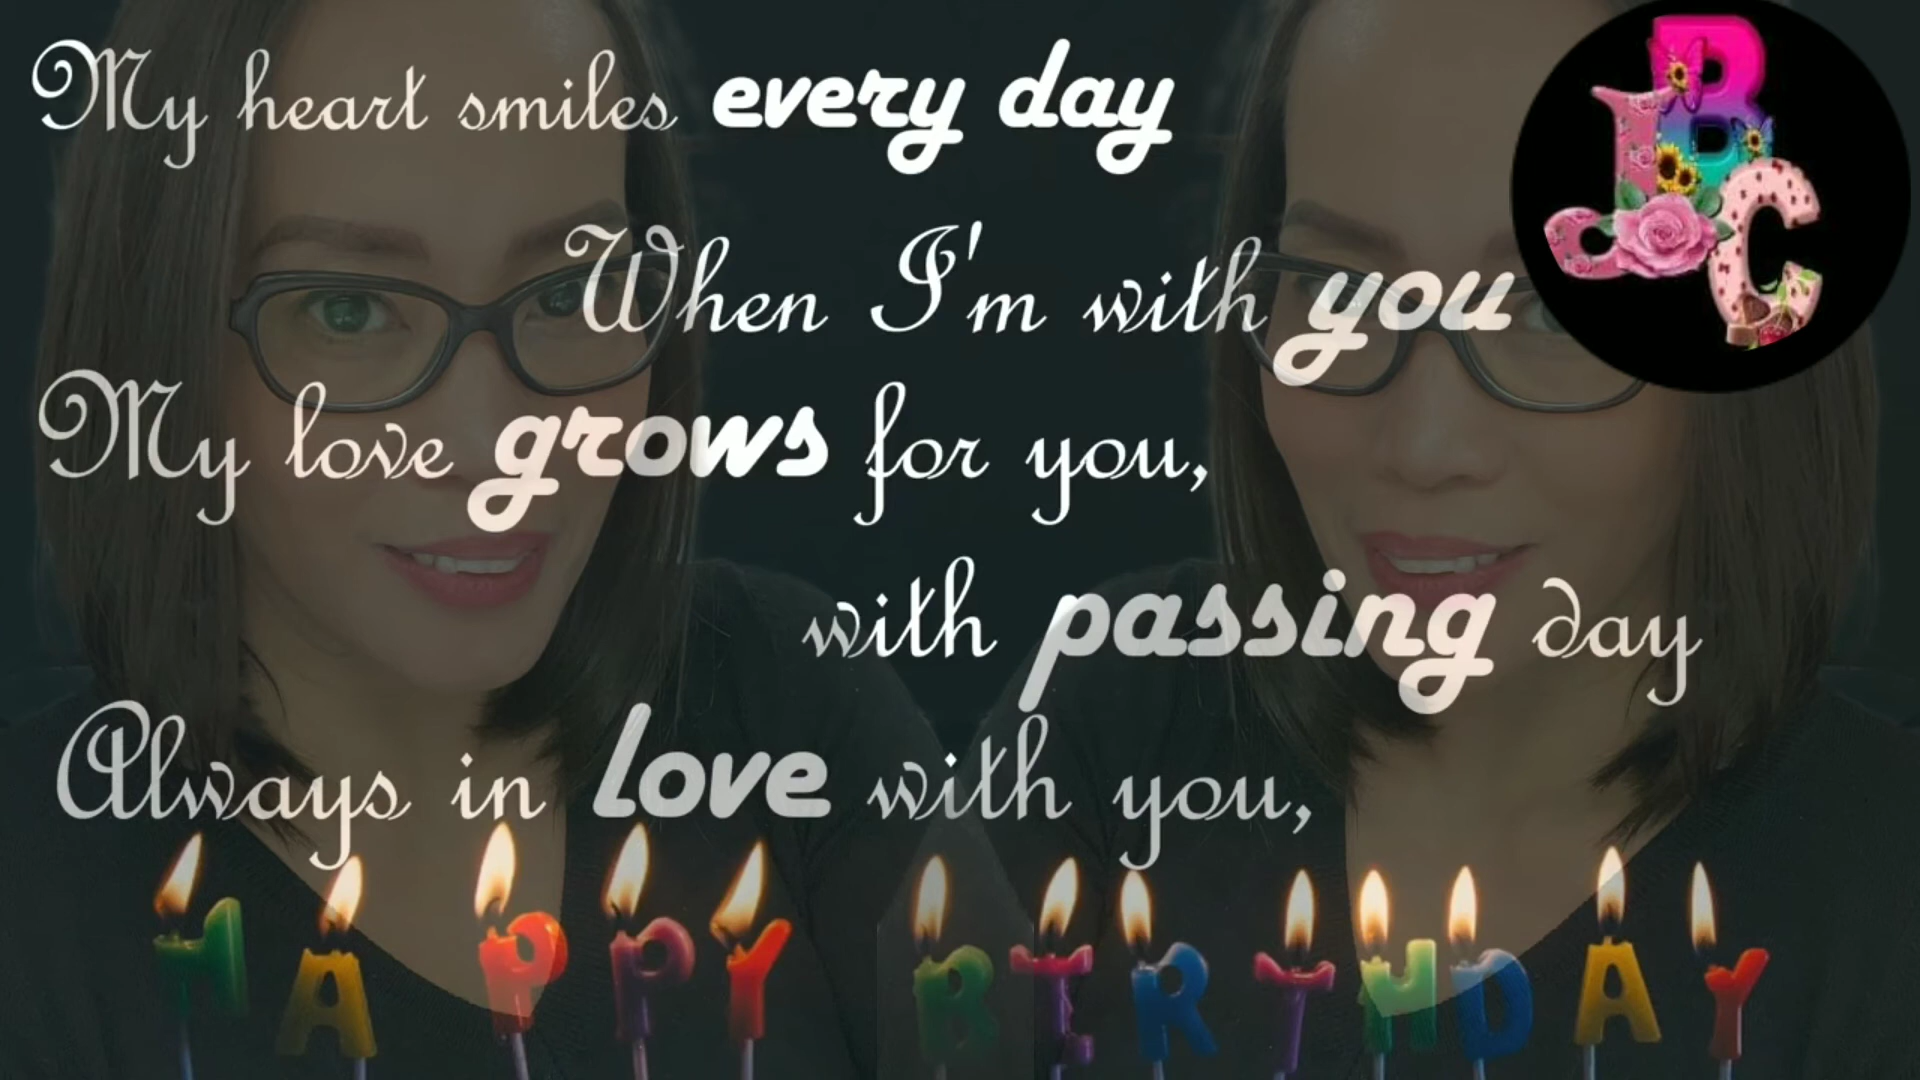 My heart smiles every day
When I'm with you
My love grows for you,
with passing day
Always in love with you,
HAPPY BIRTHDAY
JBC